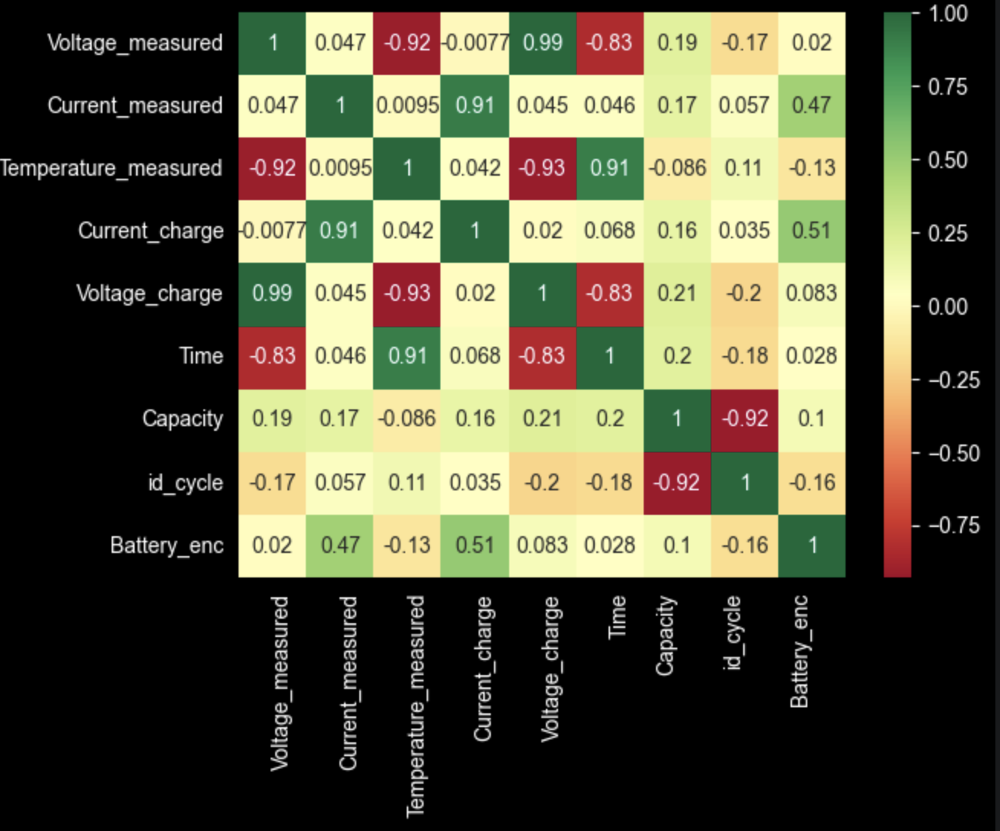 Voltage_measured 1 0.047 -0.92 -0.0077 0.99 -0.83 0.19 -0.17 0.02
Current_measured 0.047 1 0.0095 0.91 0.045 0.046 0.17 0.057 0.47
Temperature_measured -0.92 0.0095 1 0.042 -0.93 0.91 -0.086 0.11 -0.13
Current_charge -0.0077 0.91 0.042 1 0.02 0.068 0.16 0.035 0.51
Voltage_charge 0.99 0.045 -0.93 0.02 1 -0.83 0.21 -0.2 0.083
Time -0.83 0.046 0.91 0.068 -0.83 1 0.2 -0.18 0.028
Capacity 0.19 0.17 -0.086 0.16 0.21 0.2 1 -0.92 0.1
id_cycle -0.17 0.057 0.11 0.035 -0.2 -0.18 -0.92 1 -0.16
Battery_enc 0.02 0.47 -0.13 0.51 0.083 0.028 0.1 -0.16 1
Voltage_measured
Current_measured
Temperature_measured
Current_charge
Voltage_charge
Time
Capacity
id_cycle
Battery_enc
1.00
0.75
0.50
0.25
0.00
−0.25
−0.50
−0.75